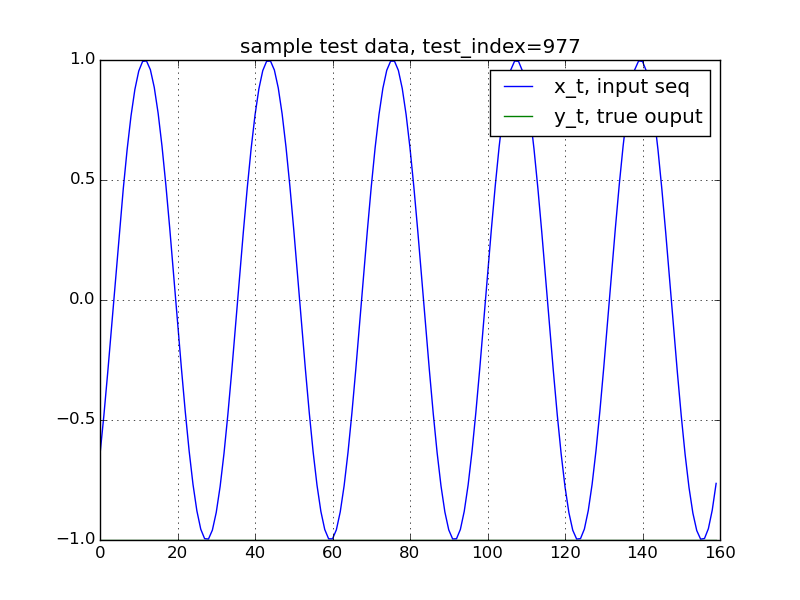 sample test data, test_index=977
x_t, input seq
y_t, true ouput
1.0
0.5
0.0
−0.5
−1.0
0 20 40 60 80 100 120 140 160